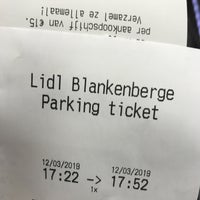 per aankoopschijf van €15.
Verzamel ze allemaal!!
Lidl Blankenberge
Parking ticket
12/03/2019 12/03/2019
17:22 -> 17:52
1x